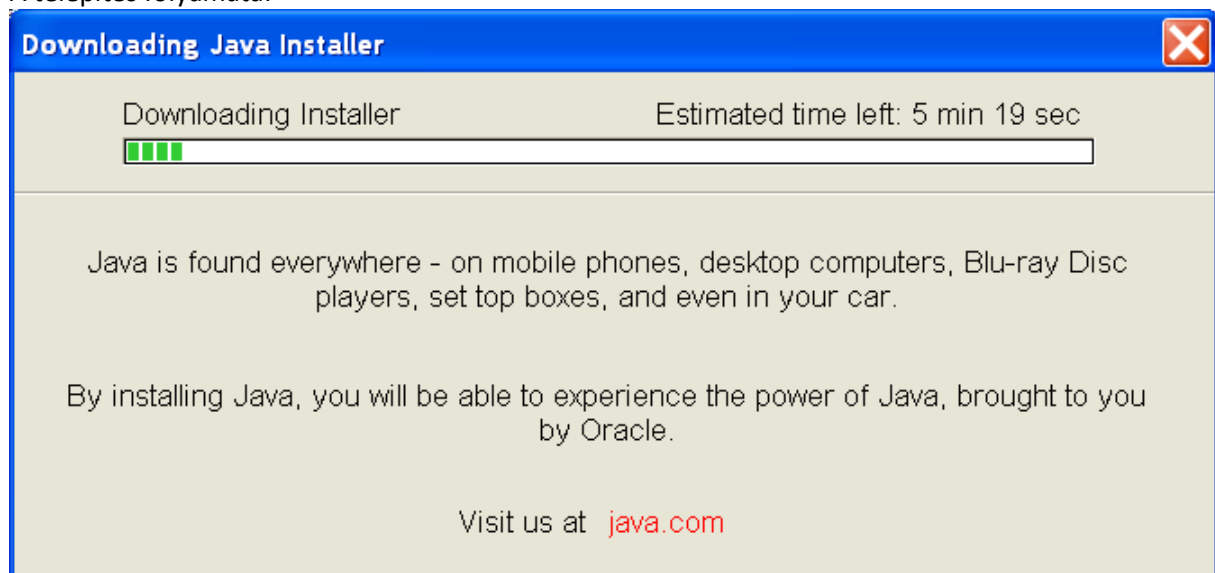 A telepítés folyamata:
Downloading Java Installer
Downloading Installer Estimated time left: 5 min 19 sec
Java is found everywhere - on mobile phones, desktop computers, Blu-ray Disc
players, set top boxes, and even in your car.
By installing Java, you will be able to experience the power of Java, brought to you
by Oracle.
Visit us at java.com